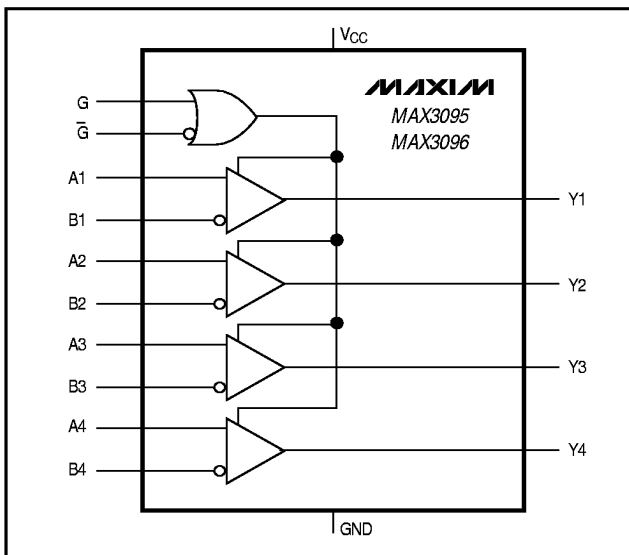 VCC
MAXIM
MAX3095
MAX3096
G
G̅
A1
B1
Y1
A2
B2
Y2
A3
B3
Y3
A4
B4
Y4
GND